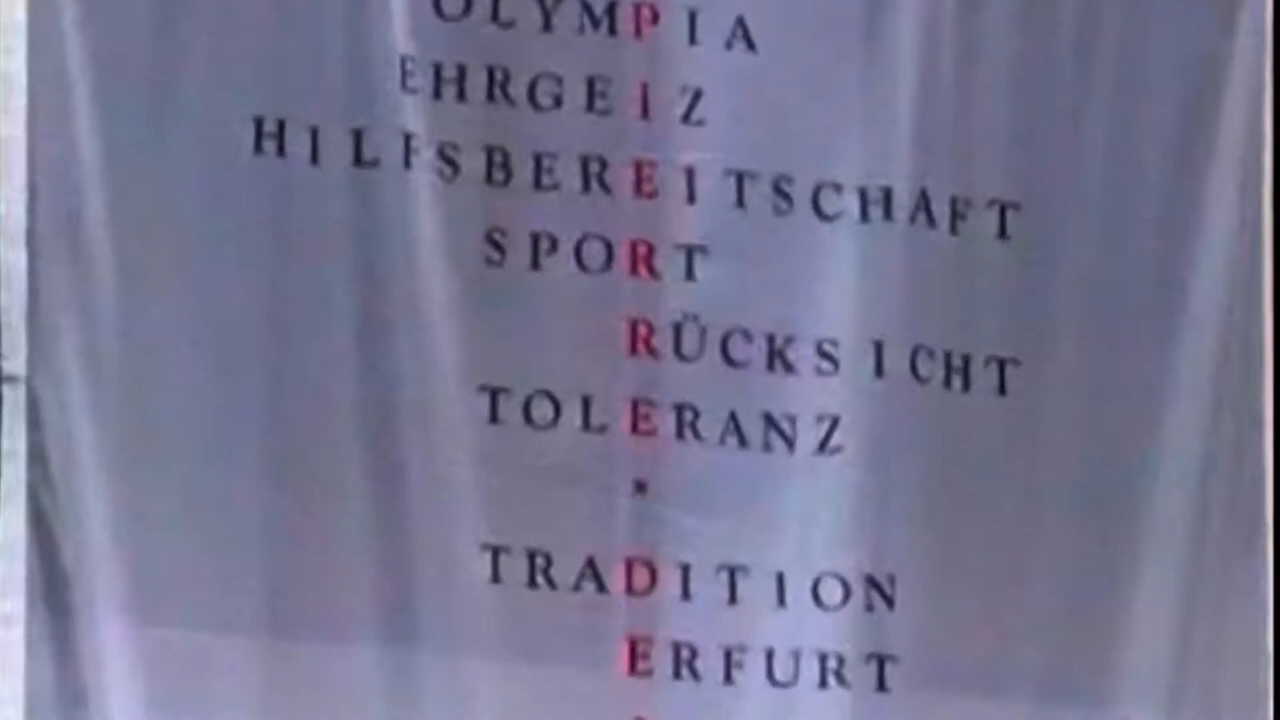 OLYMPIA
EHRGEIZ
HILFSBEREITSCHAFT
SPORT
RÜCKSICHT
TOLERANZ
.
TRADITION
ERFURT